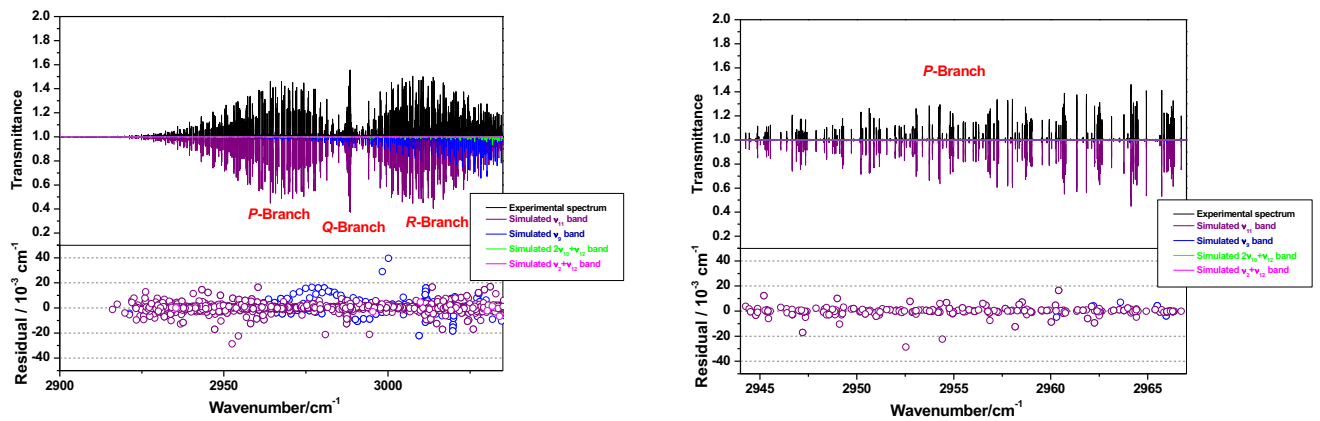 2.0
1.8
1.6
1.4
1.2
1.0
0.8
0.6
0.4
0.2
Transmittance
P-Branch
Q-Branch
R-Branch
Experimental spectrum
Simulated ν₁₁ band
Simulated ν₉ band
Simulated 2ν₁₀+ν₁₂ band
Simulated ν₂+ν₁₂ band
40
20
0
-20
-40
Residual / 10⁻³ cm⁻¹
2900
2950
3000
Wavenumber/cm⁻¹
2.0
1.8
1.6
1.4
1.2
1.0
0.8
0.6
0.4
0.2
Transmittance
P-Branch
Experimental spectrum
Simulated ν₁₁ band
Simulated ν₉ band
Simulated 2ν₁₀+ν₁₂ band
Simulated ν₂+ν₁₂ band
40
20
0
-20
-40
Residual / 10⁻³ cm⁻¹
2945
2950
2955
2960
2965
Wavenumber/cm⁻¹